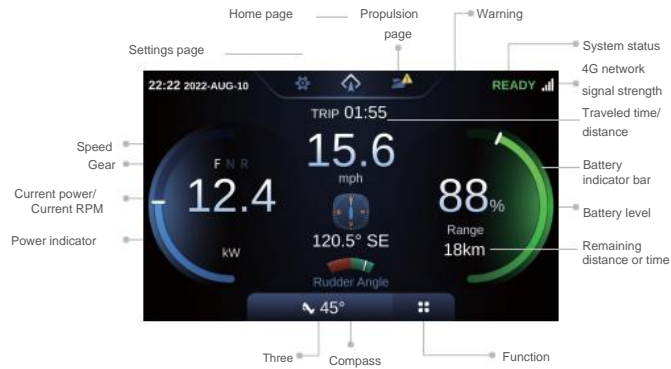 Home page
Propulsion
page
Warning
Settings page
System status
4G network
signal strength
22:22 2022-AUG-10
READY
TRIP 01:55
Traveled time/
distance
Speed
Gear
F N R
15.6
mph
Battery
indicator bar
Current power/
Current RPM
12.4
88%
Battery level
Power indicator
kW
120.5° SE
Range
18km
Remaining
distance or time
Rudder Angle
45°
Three
Compass
Function